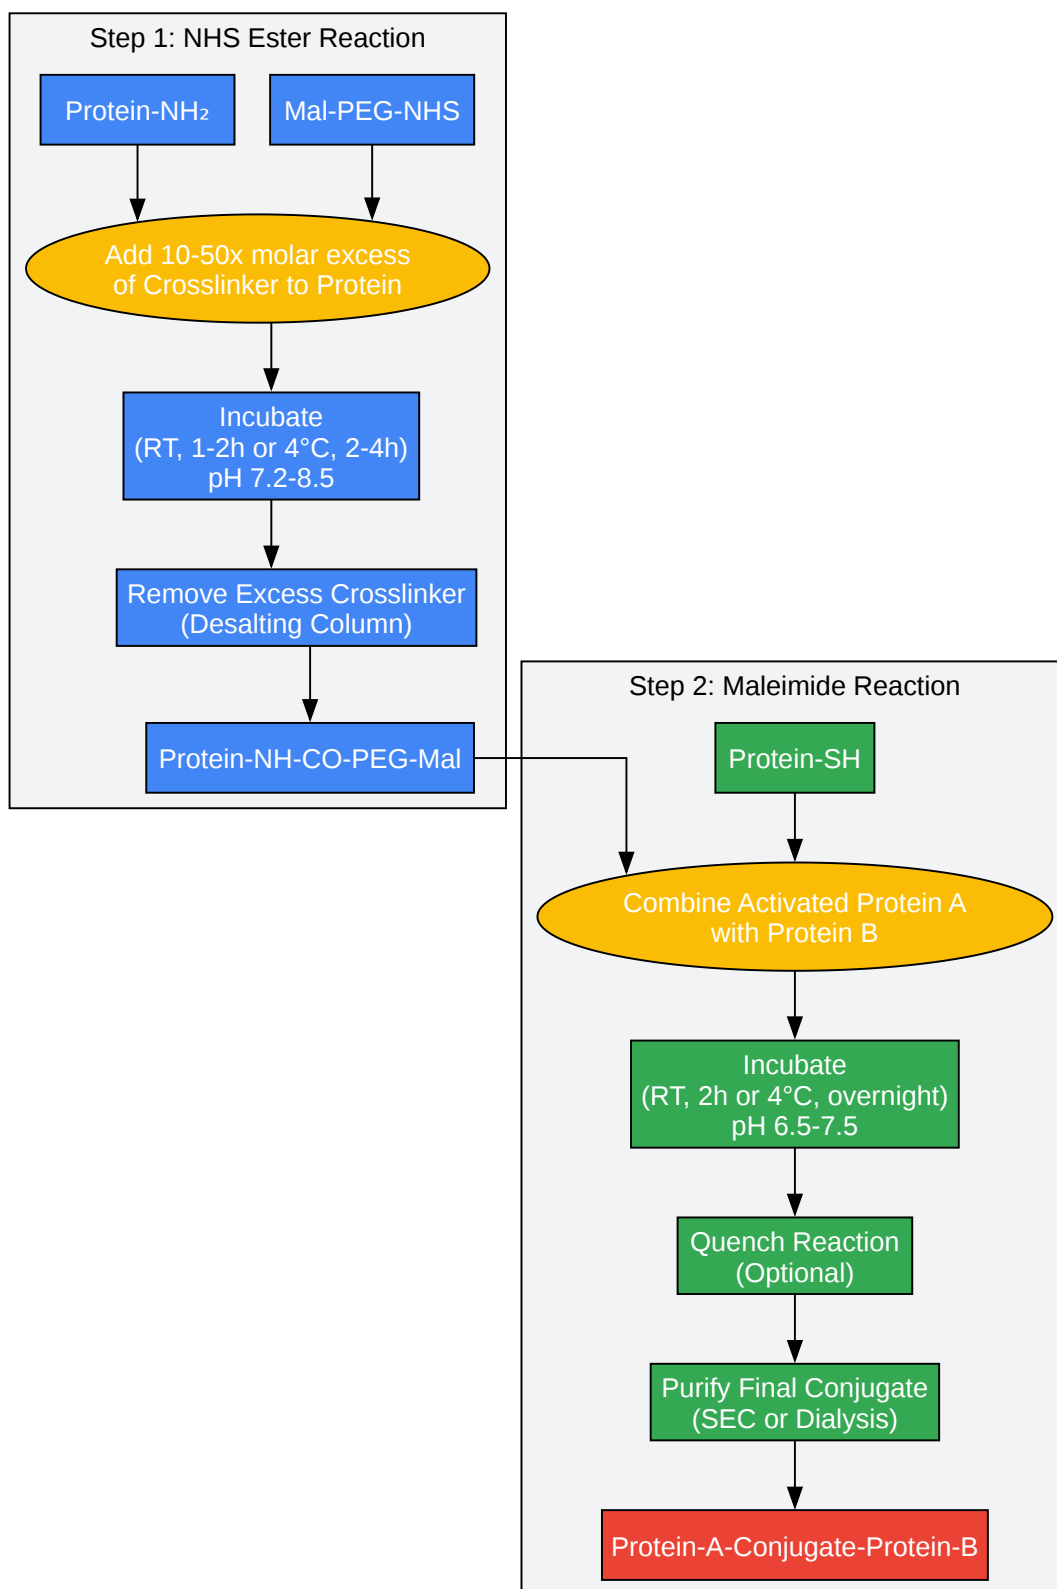 Step 1: NHS Ester Reaction
Protein-NH₂
Mal-PEG-NHS
Add 10-50x molar excess
of Crosslinker to Protein
Incubate
(RT, 1-2h or 4°C, 2-4h)
pH 7.2-8.5
Remove Excess Crosslinker
(Desalting Column)
Protein-NH-CO-PEG-Mal
Step 2: Maleimide Reaction
Protein-SH
Combine Activated Protein A
with Protein B
Incubate
(RT, 2h or 4°C, overnight)
pH 6.5-7.5
Quench Reaction
(Optional)
Purify Final Conjugate
(SEC or Dialysis)
Protein-A-Conjugate-Protein-B